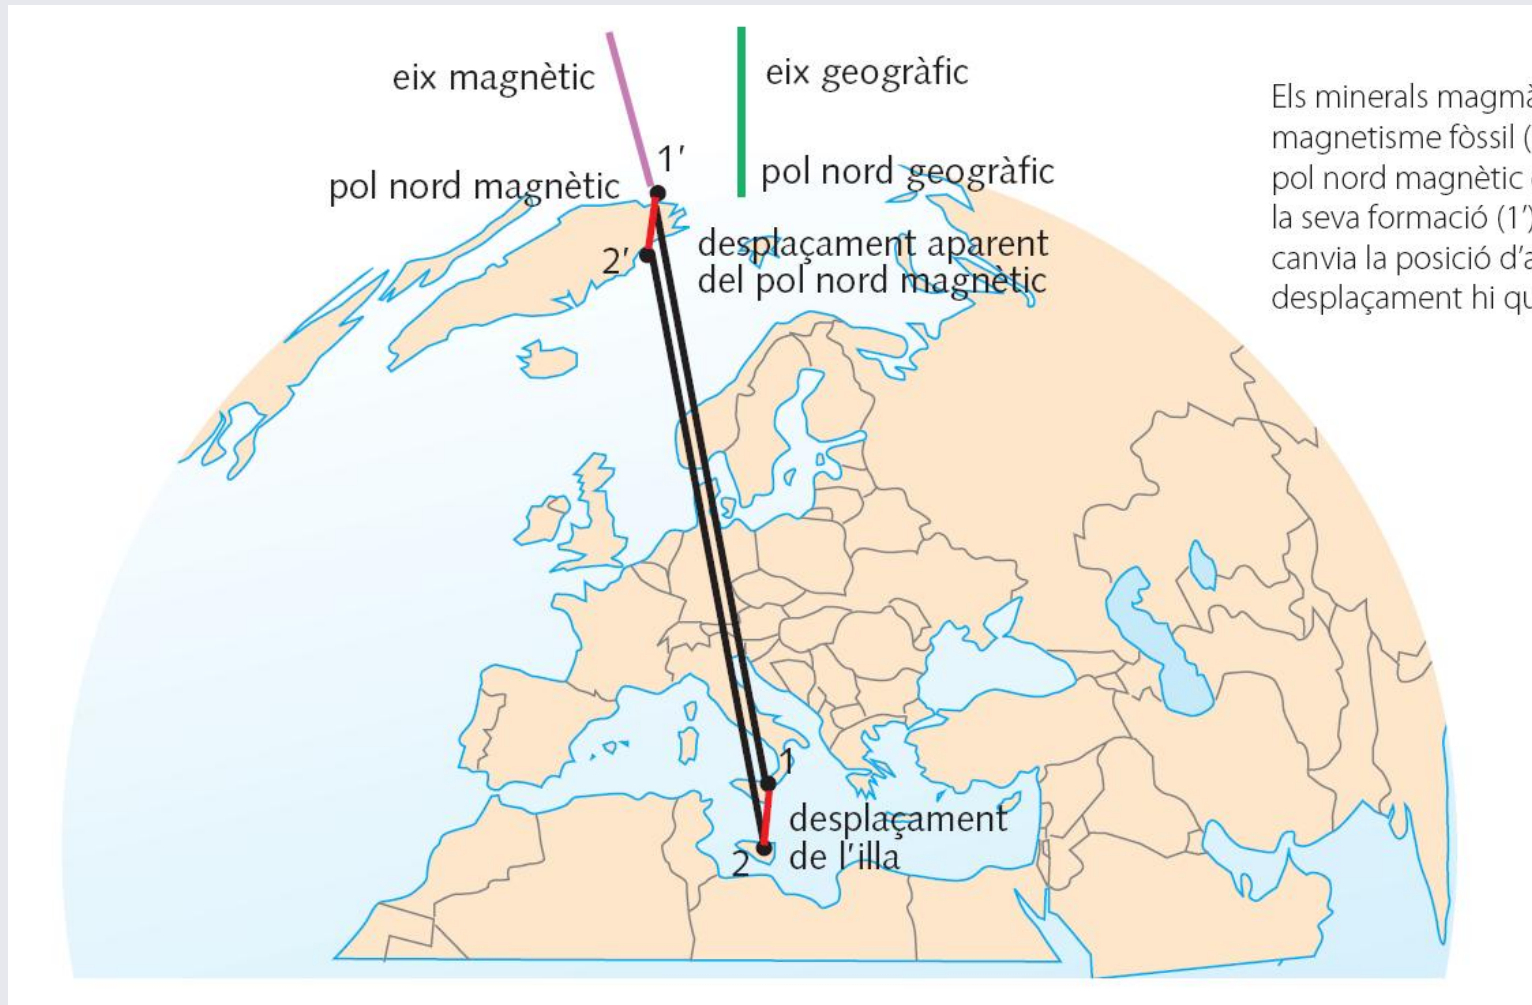 eix magnètic
eix geogràfic
1′
pol nord magnètic
pol nord geogràfic
2′
desplaçament aparent
del pol nord magnètic
1
desplaçament
de l'illa
2
Els minerals
magnetisme fòssil (
pol nord magnètic
la seva formació (1′)
canvia la posició
desplaçament hi